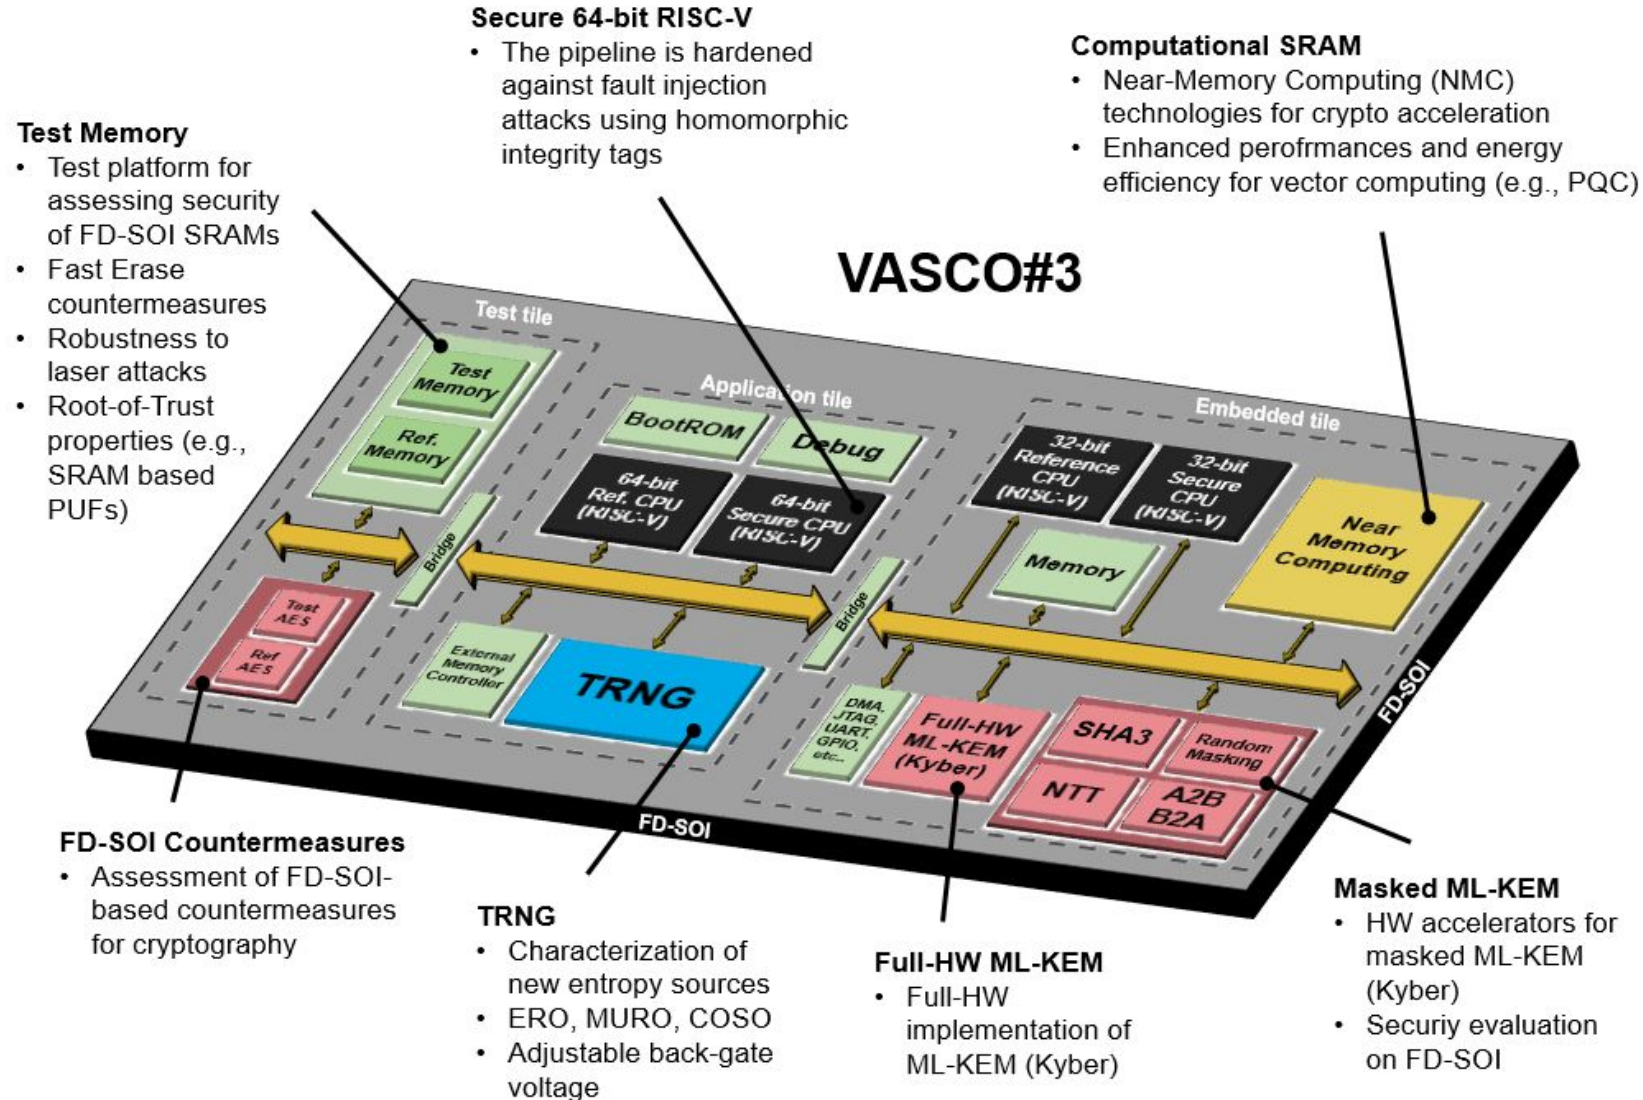 Secure 64-bit RISC-V
• The pipeline is hardened
against fault injection
attacks using homomorphic
integrity tags
Computational SRAM
• Near-Memory Computing (NMC)
technologies for crypto acceleration
• Enhanced perofrmances and energy
efficiency for vector computing (e.g., PQC)
Test Memory
• Test platform for
assessing security
of FD-SOI SRAMs
• Fast Erase
countermeasures
• Robustness to
laser attacks
• Root-of-Trust
properties (e.g.,
SRAM based
PUFs)
VASCO#3
Test tile
Test
Memory
Ref.
Memory
Bridge
Test
AES
Ref
AES
Application tile
BootROM
Debug
64-bit
Ref. CPU
(RISC-V)
64-bit
Secure CPU
(RISC-V)
External
Memory
Controller
TRNG
Bridge
Embedded tile
32-bit
Reference
CPU
(RISC-V)
32-bit
Secure
CPU
(RISC-V)
Near
Memory
Computing
Memory
DMA,
JTAG,
UART,
GPIO,
etc...
Full-HW
ML-KEM
(Kyber)
SHA3
Random
Masking
NTT
A2B
B2A
FD-SOI
FD-SOI
FD-SOI Countermeasures
• Assessment of FD-SOI-
based countermeasures
for cryptography
TRNG
• Characterization of
new entropy sources
• ERO, MURO, COSO
• Adjustable back-gate
voltage
Full-HW ML-KEM
• Full-HW
implementation of
ML-KEM (Kyber)
Masked ML-KEM
• HW accelerators for
masked ML-KEM
(Kyber)
• Securiy evaluation
on FD-SOI